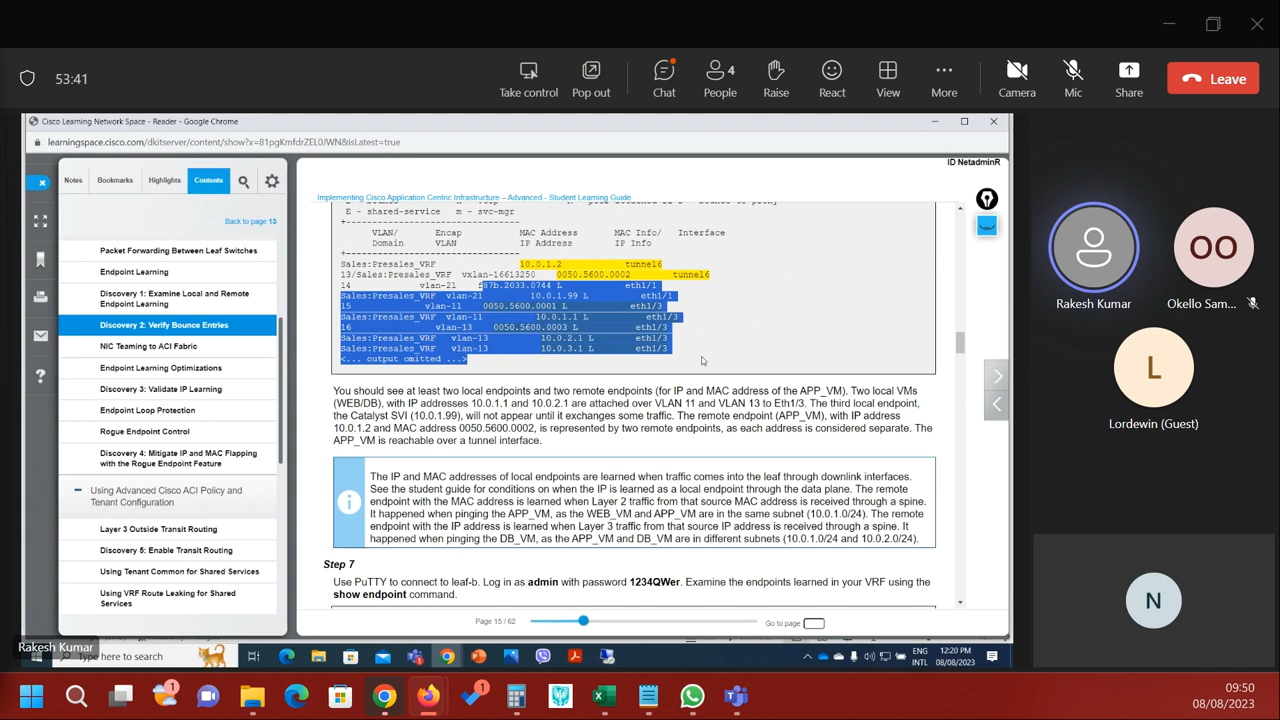 53:41
Take control
Pop out
Chat
4
People
Raise
React
View
More
Camera
Mic
Share
Leave
Cisco Learning Network Space - Reader - Google Chrome
learningspace.cisco.com/dkitserver/content/show?x=81pgKmfdrZEL0JWN&isLatest=true
ID NetadminR
Notes
Bookmarks
Highlights
Contents
Back to page 13
Packet Forwarding Between Leaf Switches
Endpoint Learning
Discovery 1: Examine Local and Remote
Endpoint Learning
Discovery 2: Verify Bounce Entries
NIC Teaming to ACI Fabric
Endpoint Learning Optimizations
Discovery 3: Validate IP Learning
Endpoint Loop Protection
Rogue Endpoint Control
Discovery 4: Mitigate IP and MAC Flapping
with the Rogue Endpoint Feature
Using Advanced Cisco ACI Policy and
Tenant Configuration
Layer 3 Outside Transit Routing
Discovery 5: Enable Transit Routing
Using Tenant Common for Shared Services
Using VRF Route Leaking for Shared
Services
Implementing Cisco Application Centric Infrastructure – Advanced - Student Learning Guide
E - shared-service m - svc-mgr
+---------------------------------
VLAN/ Encap MAC Address MAC Info/ Interface
Domain VLAN IP Address IP Info
+---------------------------------
Sales:Presales_VRF 10.0.1.2 tunnel6
13/Sales:Presales_VRF vxlan-16613250 0050.5600.0002 tunnel6
14 vlan-21 f87b.2033.0744 L eth1/1
Sales:Presales_VRF vlan-21 10.0.1.99 L eth1/1
15 vlan-11 0050.5600.0001 L eth1/3
Sales:Presales_VRF vlan-11 10.0.1.1 L eth1/3
16 vlan-13 0050.5600.0003 L eth1/3
Sales:Presales_VRF vlan-13 10.0.2.1 L eth1/3
Sales:Presales_VRF vlan-13 10.0.3.1 L eth1/3
<... output omitted ...>
You should see at least two local endpoints and two remote endpoints (for IP and MAC address of the APP_VM). Two local VMs
(WEB/DB), with IP addresses 10.0.1.1 and 10.0.2.1 are attached over VLAN 11 and VLAN 13 to Eth1/3. The third local endpoint,
the Catalyst SVI (10.0.1.99), will not appear until it exchanges some traffic. The remote endpoint (APP_VM), with IP address
10.0.1.2 and MAC address 0050.5600.0002, is represented by two remote endpoints, as each address is considered separate. The
APP_VM is reachable over a tunnel interface.
The IP and MAC addresses of local endpoints are learned when traffic comes into the leaf through downlink interfaces.
See the student guide for conditions on when the IP is learned as a local endpoint through the data plane. The remote
endpoint with the MAC address is learned when Layer 2 traffic from that source MAC address is received through a spine.
It happened when pinging the APP_VM, as the WEB_VM and APP_VM are in the same subnet (10.0.1.0/24). The remote
endpoint with the IP address is learned when Layer 3 traffic from that source IP address is received through a spine. It
happened when pinging the DB_VM, as the APP_VM and DB_VM are in different subnets (10.0.1.0/24 and 10.0.2.0/24).
Step 7
Use PuTTY to connect to leaf-b. Log in as admin with password 1234QWer. Examine the endpoints learned in your VRF using the
show endpoint command.
Page 15 / 62
Go to page
Rakesh Kumar
OO
Okello Sam...
L
Lordewin (Guest)
N
Rakesh Kumar
Type here to search
ENG
INTL
12:20 PM
08/08/2023
1
1
09:50
08/08/2023